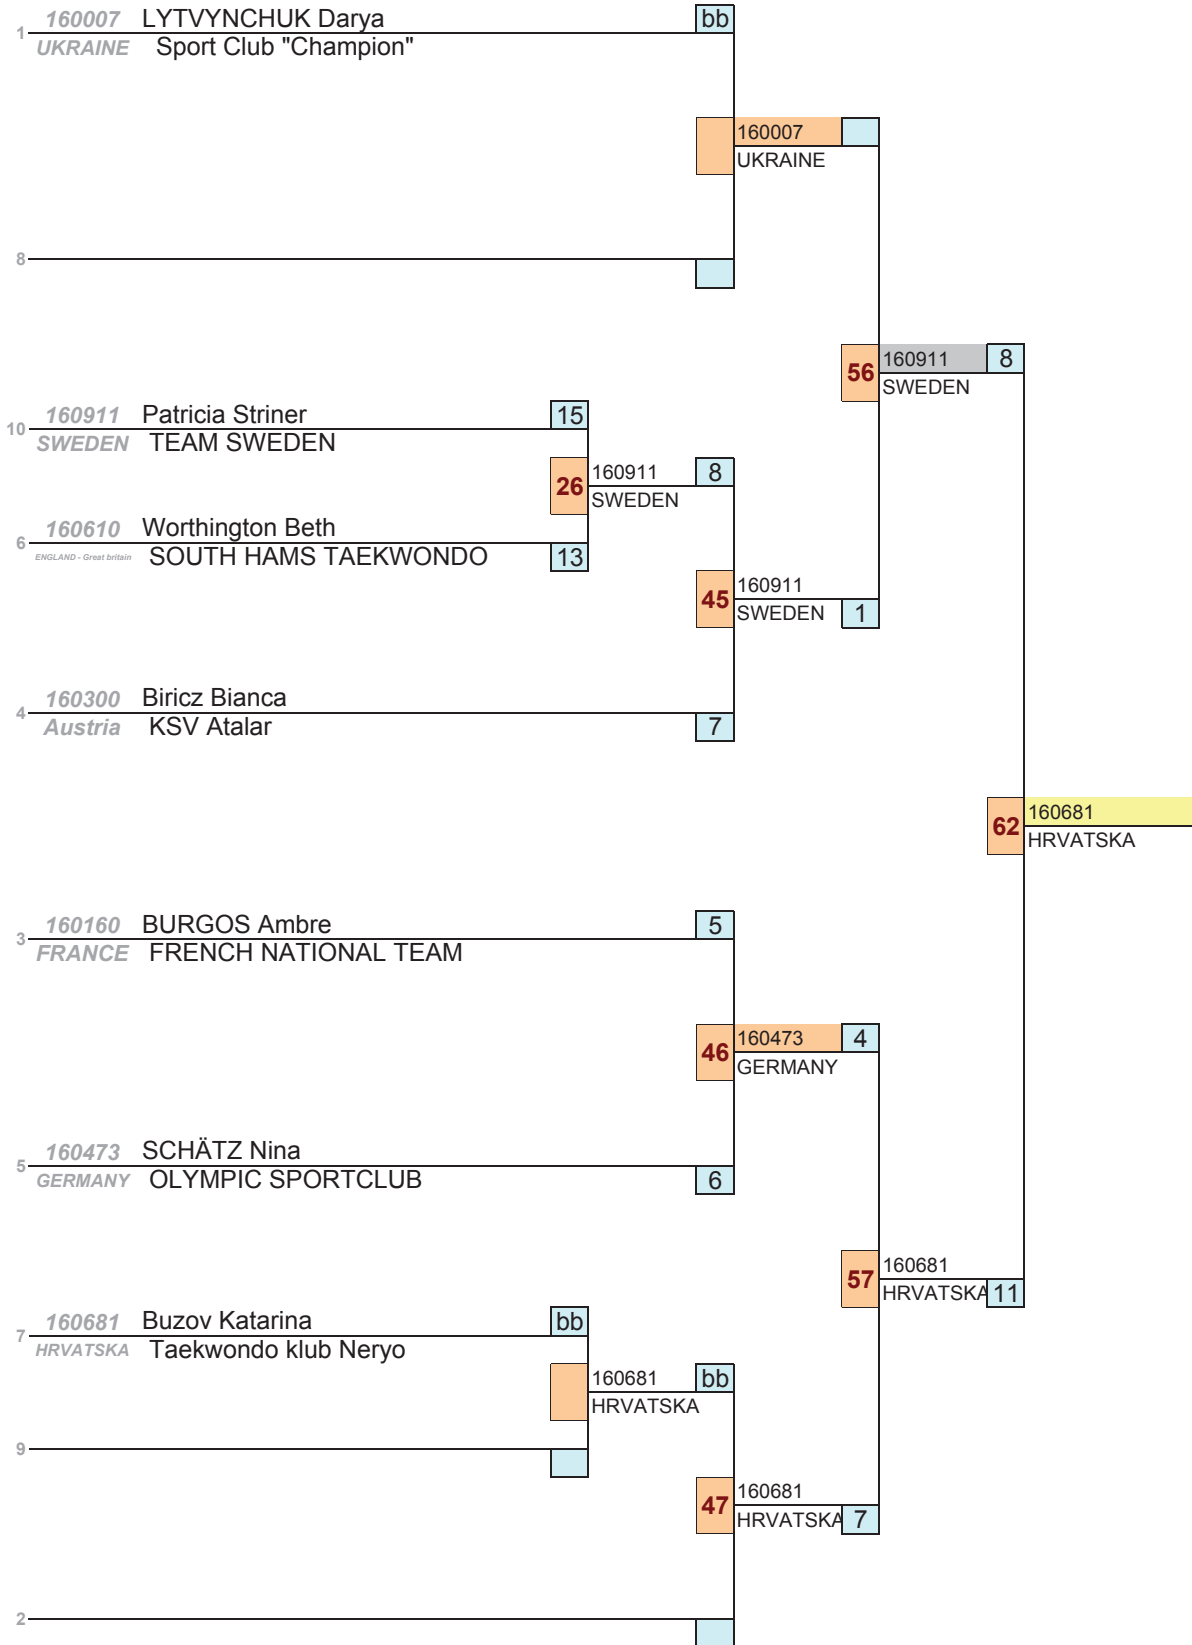 160007 LYTVYNCHUK Darya bb
1
UKRAINE Sport Club "Champion"
160007
UKRAINE
8
56 160911 8
SWEDEN
160911 Patricia Striner 15
10
SWEDEN TEAM SWEDEN
26 160911 8
SWEDEN
160610 Worthington Beth
6
ENGLAND - Great britain SOUTH HAMS TAEKWONDO 13
45 160911
SWEDEN 1
160300 Biricz Bianca
4
Austria KSV Atalar 7
62 160681
HRVATSKA
160160 BURGOS Ambre 5
3
FRANCE FRENCH NATIONAL TEAM
46 160473 4
GERMANY
160473 SCHÄTZ Nina
5
GERMANY OLYMPIC SPORTCLUB 6
57 160681
HRVATSKA 11
160681 Buzov Katarina bb
7
HRVATSKA Taekwondo klub Neryo
160681 bb
HRVATSKA
9
47 160681
HRVATSKA 7
2